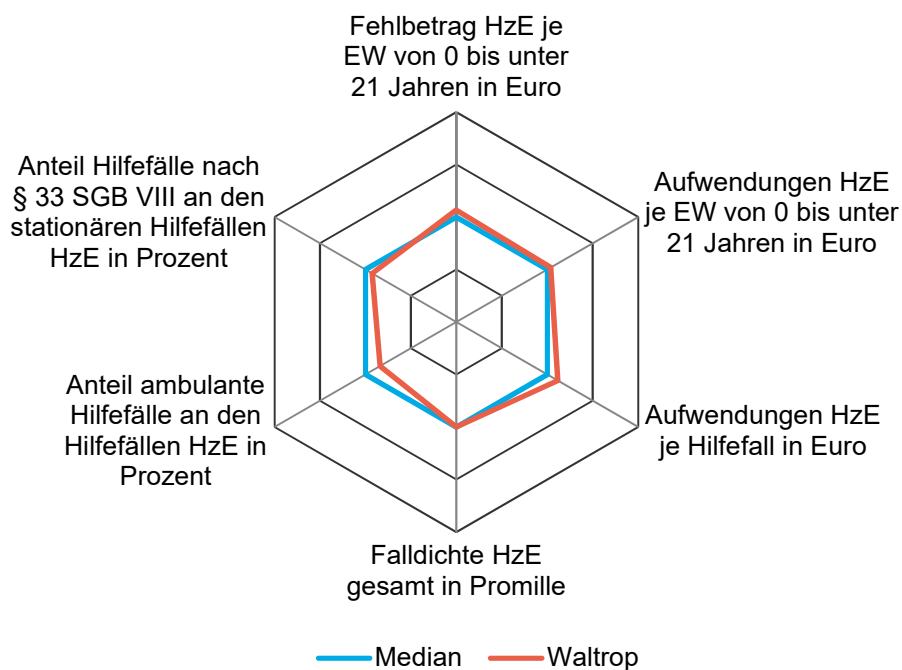 Fehlbetrag HzE je
EW von 0 bis unter
21 Jahren in Euro
Aufwendungen HzE
je EW von 0 bis unter
21 Jahren in Euro
Aufwendungen HzE
je Hilfefall in Euro
Falldichte HzE
gesamt in Promille
Anteil ambulante
Hilfefälle an den
Hilfefällen HzE in
Prozent
Anteil Hilfefälle nach
§ 33 SGB VIII an den
stationären Hilfefällen
HzE in Prozent
Median
Waltrop